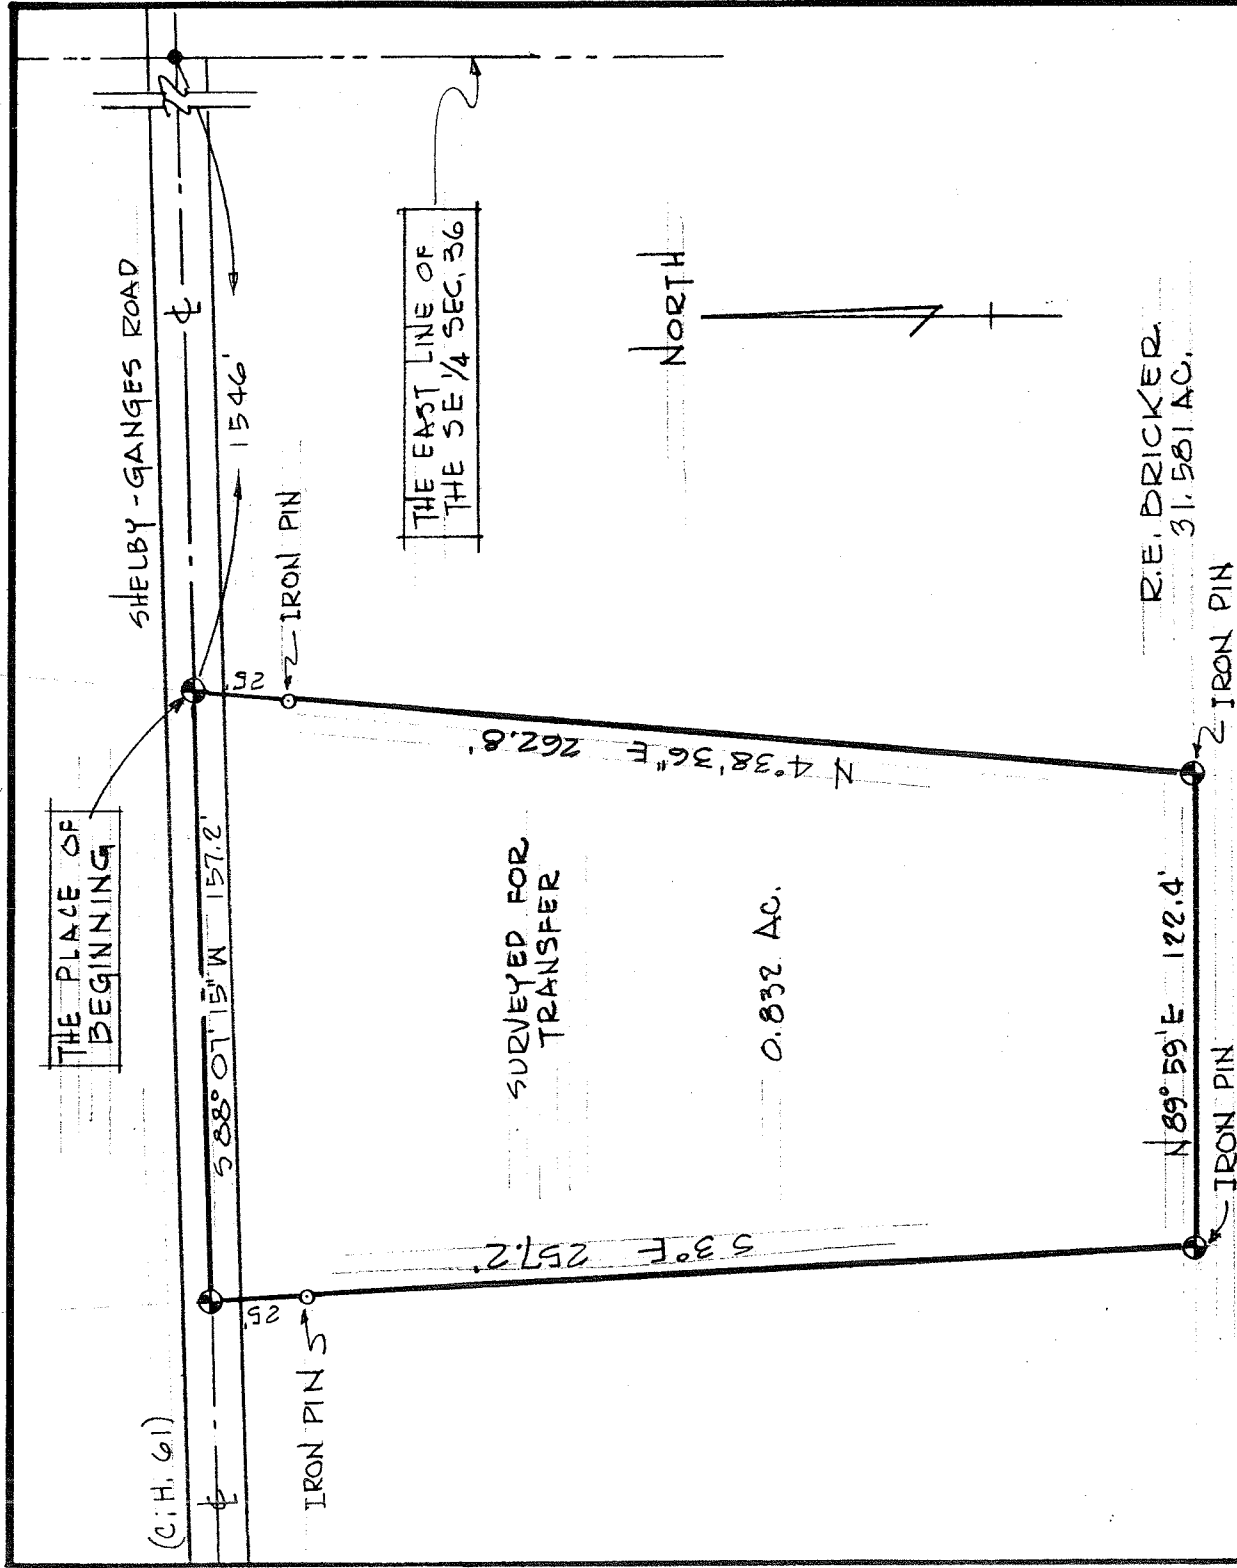 (C.H. 61)
SHELBY-GANGES ROAD
℄
℄
THE PLACE OF
BEGINNING
S 88° 07' 15" W 157.2'
1546'
25'
25'
IRON PIN
IRON PIN
THE EAST LINE OF
THE SE 1/4 SEC. 36
S 3° E 257.2'
N 4° 38' 36" E 262.8'
SURVEYED FOR
TRANSFER
0.832 AC.
NORTH
N 89° 59' E 122.4'
IRON PIN
IRON PIN
R.E. BRICKER
31.581 AC.